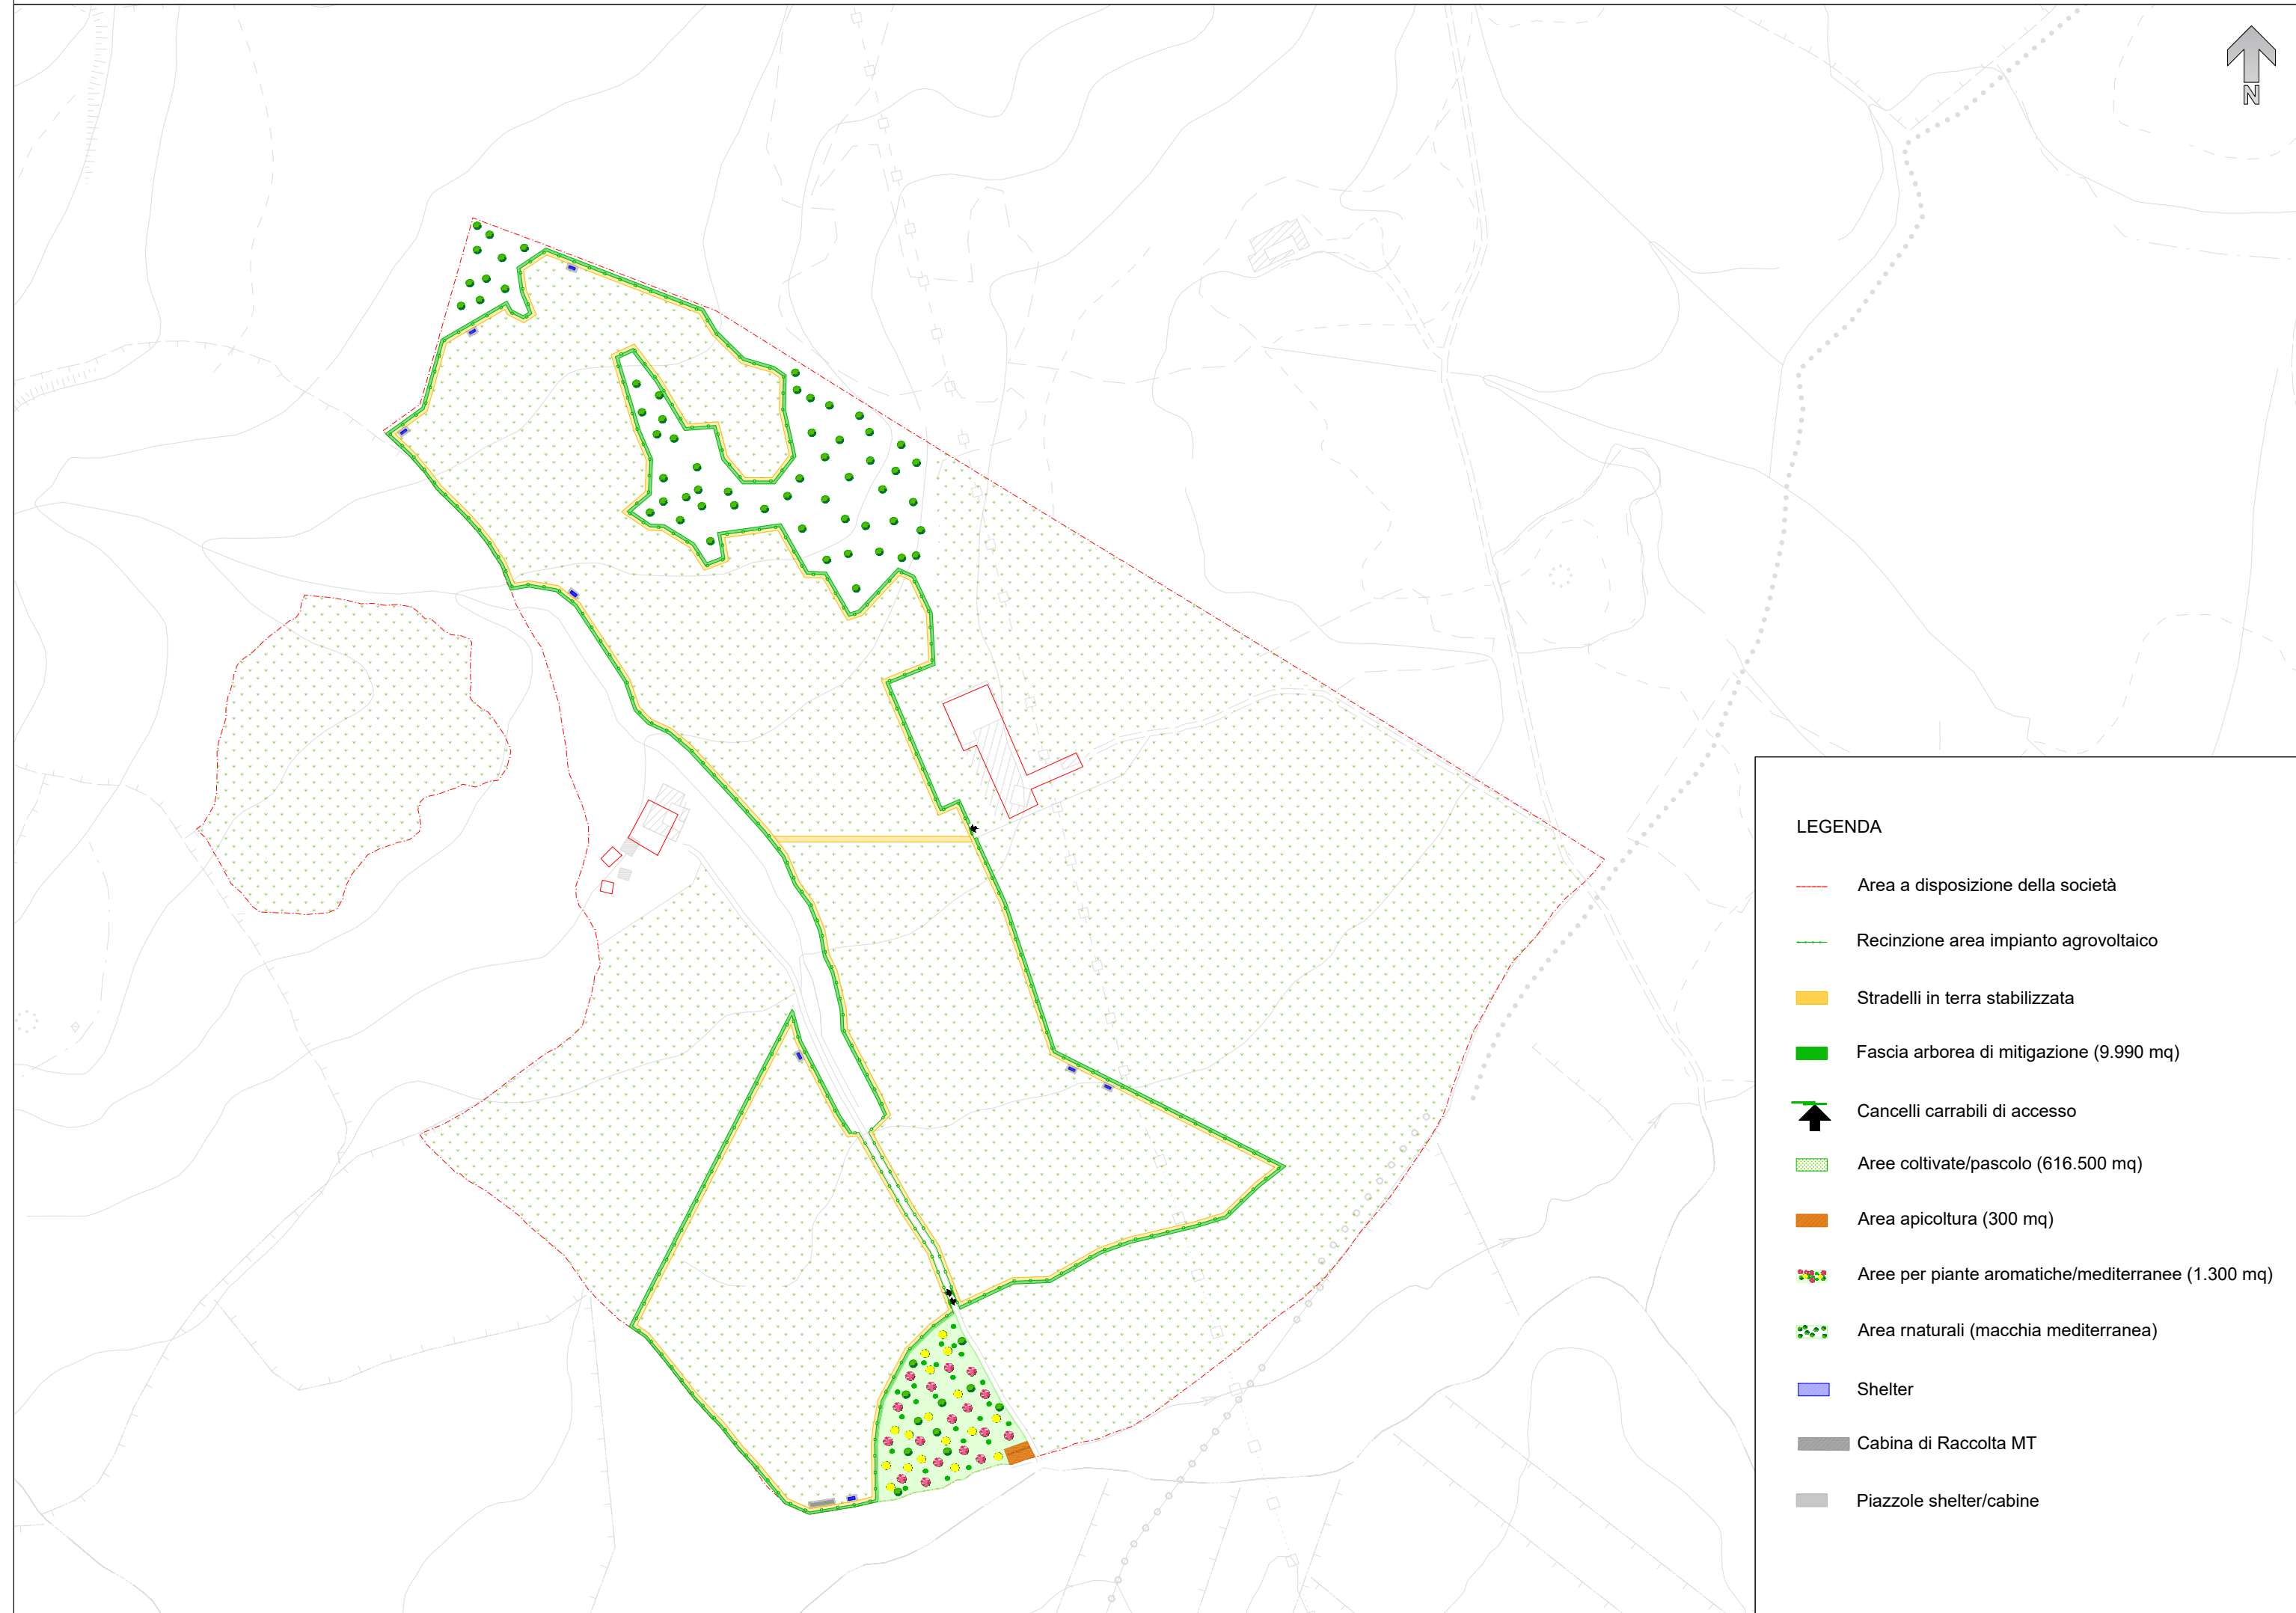 N
LEGENDA
Area a disposizione della società
Recinzione area impianto agrovoltaico
Stradelli in terra stabilizzata
Fascia arborea di mitigazione (9.990 mq)
Cancelli carrabili di accesso
Aree coltivate/pascolo (616.500 mq)
Area apicoltura (300 mq)
Aree per piante aromatiche/mediterranee (1.300 mq)
Area rnaturali (macchia mediterranea)
Shelter
Cabina di Raccolta MT
Piazzole shelter/cabine